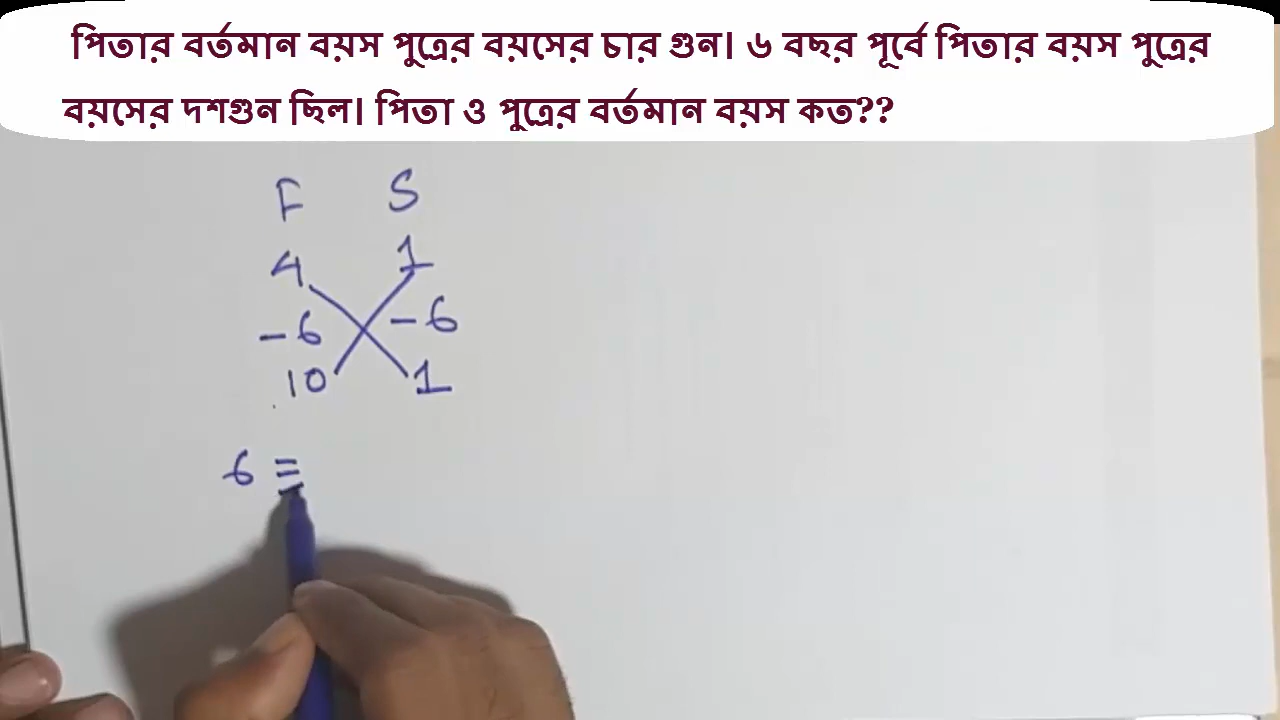 পিতার বর্তমান বয়স পুত্রের বয়সের চার গুন। ৬ বছর পূর্বে পিতার বয়স পুত্রের
বয়সের দশগুন ছিল। পিতা ও পুত্রের বর্তমান বয়স কত??
F S
4 1
-6 -6
10 1
6 =